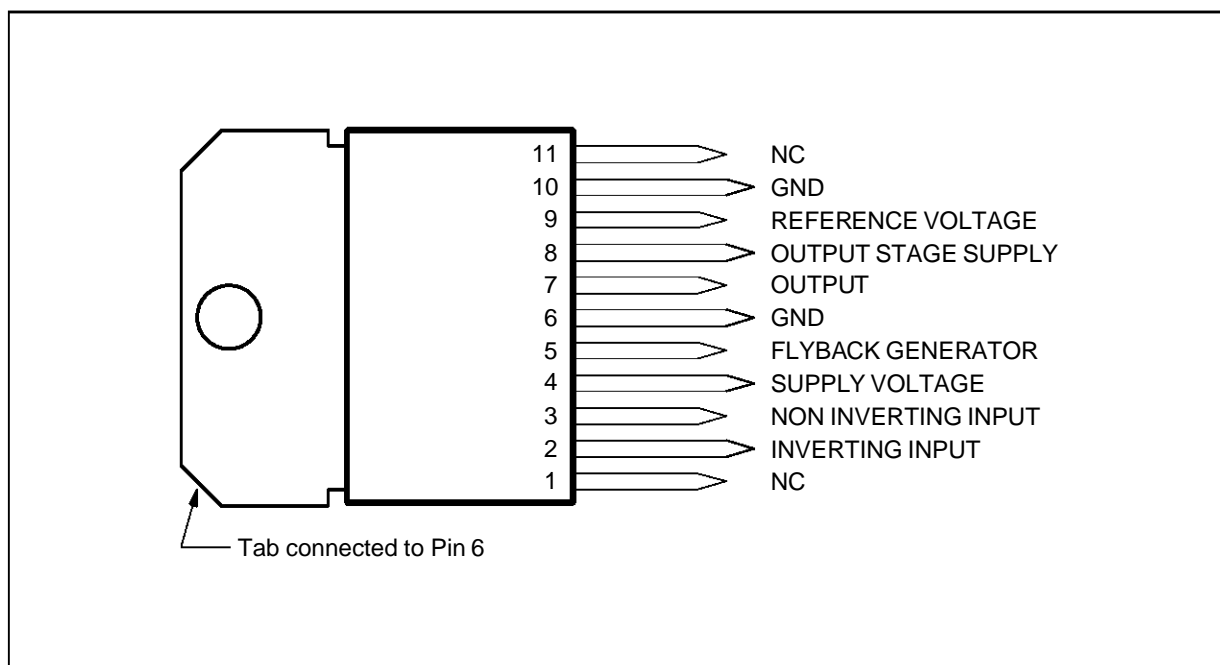 11 NC
10 GND
9 REFERENCE VOLTAGE
8 OUTPUT STAGE SUPPLY
7 OUTPUT
6 GND
5 FLYBACK GENERATOR
4 SUPPLY VOLTAGE
3 NON INVERTING INPUT
2 INVERTING INPUT
1 NC
Tab connected to Pin 6